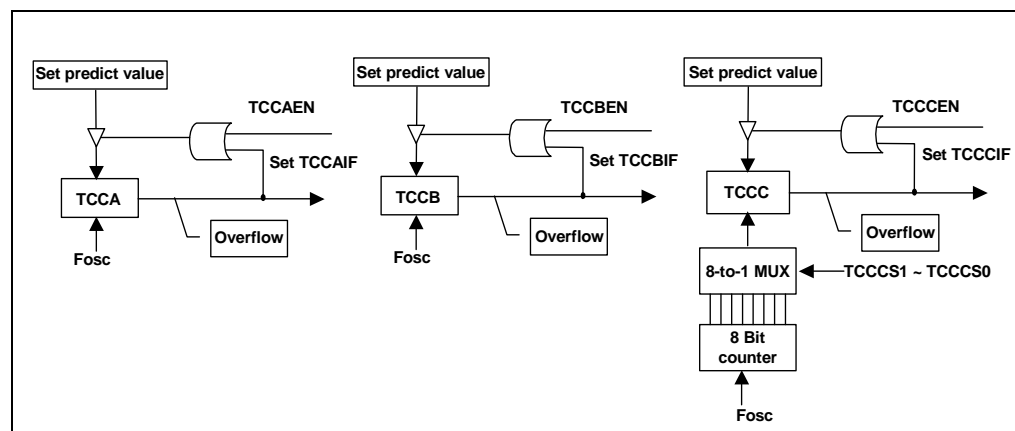 Set predict value
TCCAEN
Set TCCAIF
TCCA
Overflow
Fosc
Set predict value
TCCBEN
Set TCCBIF
TCCB
Overflow
Fosc
Set predict value
TCCCEN
Set TCCCIF
TCCC
Overflow
8-to-1 MUX
TCCCS1 ~ TCCCS0
8 Bit
counter
Fosc